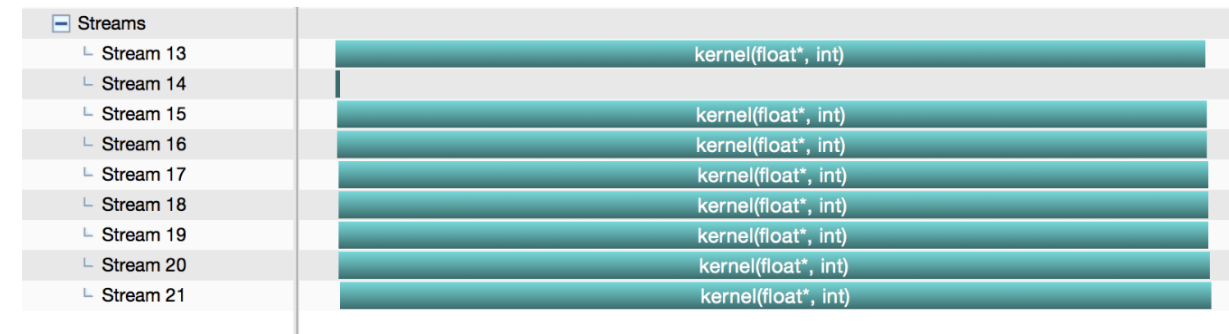 Streams
Stream 13 kernel(float*, int)
Stream 14
Stream 15 kernel(float*, int)
Stream 16 kernel(float*, int)
Stream 17 kernel(float*, int)
Stream 18 kernel(float*, int)
Stream 19 kernel(float*, int)
Stream 20 kernel(float*, int)
Stream 21 kernel(float*, int)